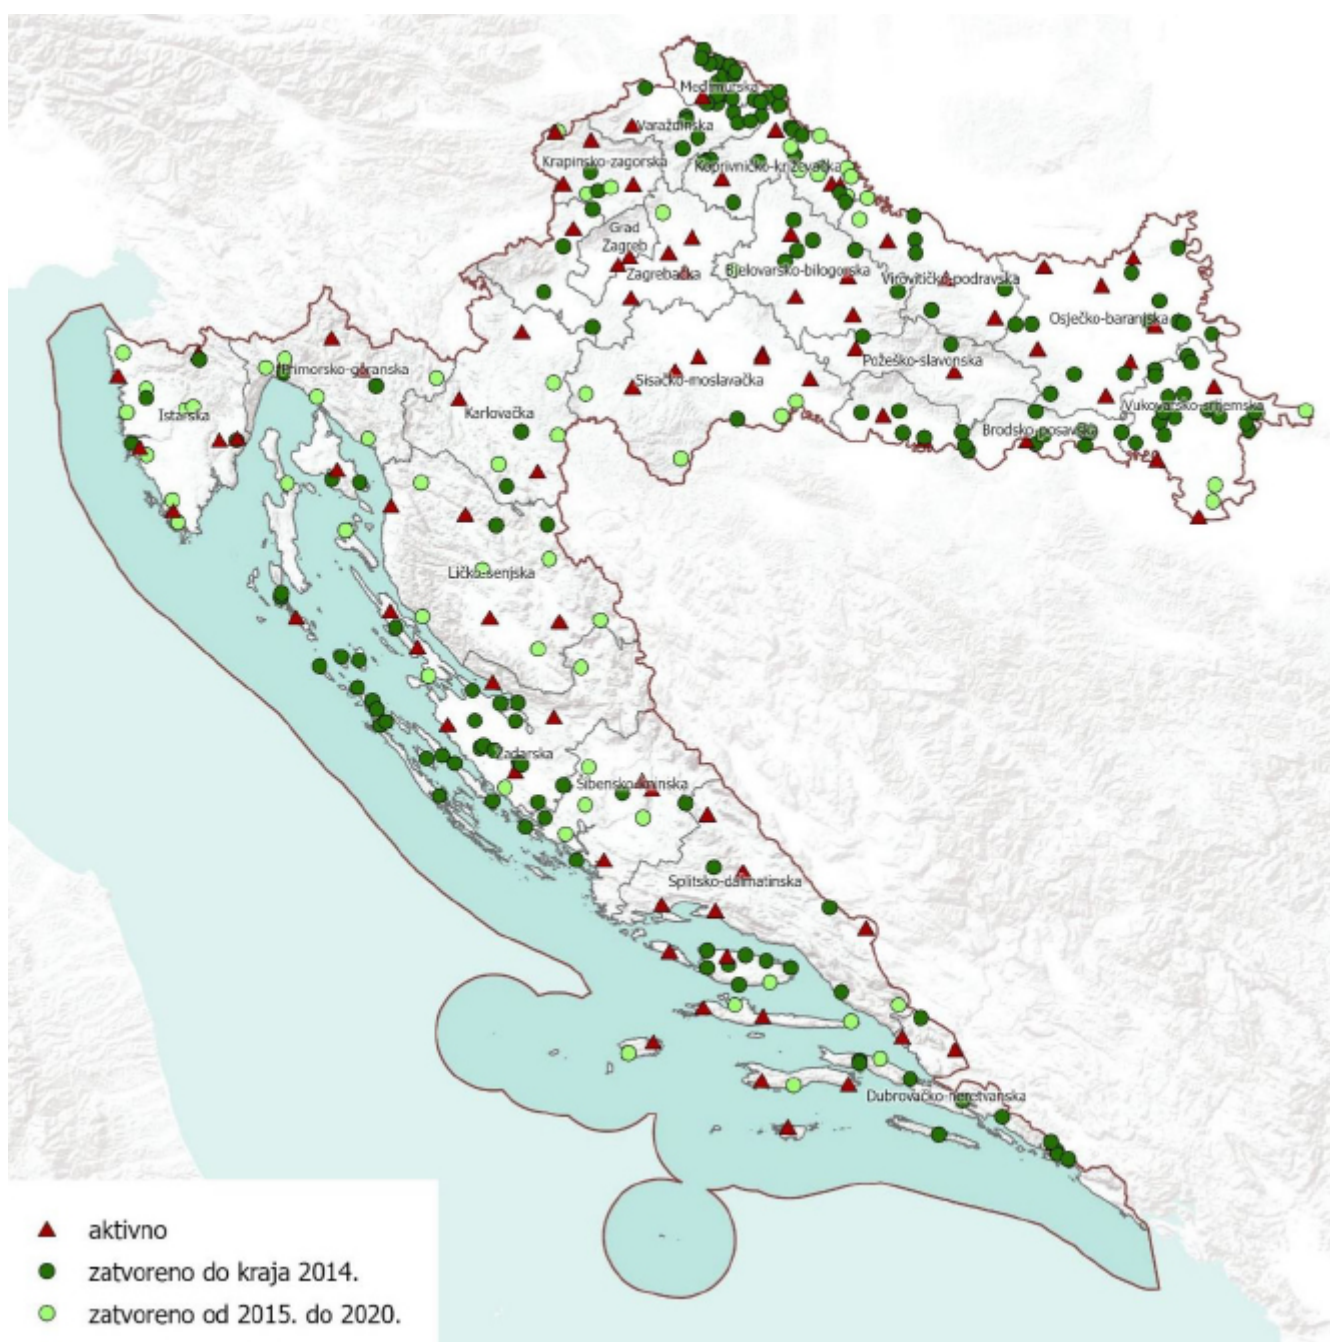 Međimurska
Varaždinska
Krapinsko-zagorska
Koprivničko-križevačka
Grad
Zagreb
Zagrebačka
Bjelovarsko-bilogorska
Virovitičko-podravska
Osječko-baranjska
Primorsko-goranska
Požeško-slavonska
Sisačko-moslavačka
Karlovačka
Istarska
Vukovarsko-srijemska
Brodsko-posavska
Ličko-senjska
Zadarska
Šibensko-kninska
Splitsko-dalmatinska
Dubrovačko-neretvanska
aktivno
zatvoreno do kraja 2014.
zatvoreno od 2015. do 2020.